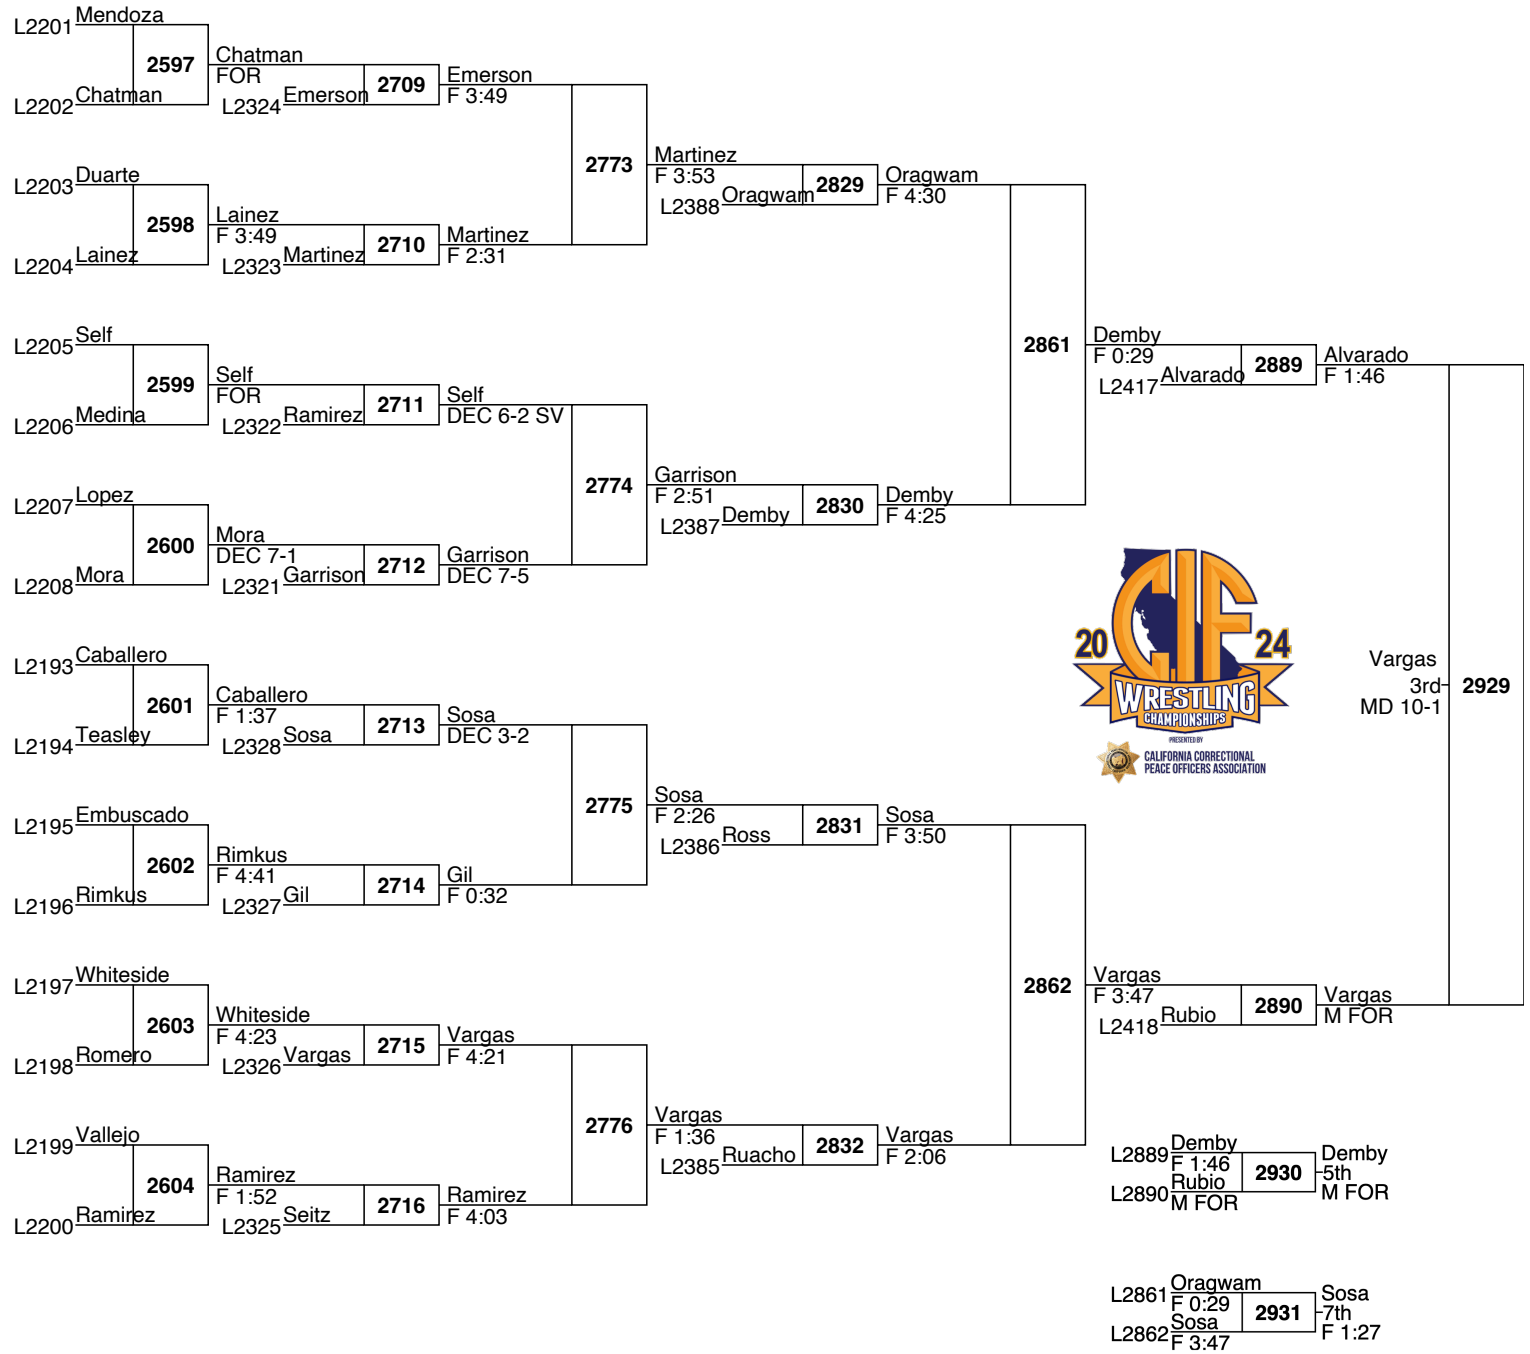 L2201 Mendoza
2597
Chatman
FOR
L2202 Chatman
L2324 Emerson
2709
Emerson
F 3:49
L2203 Duarte
2598
Lainez
F 3:49
L2204 Lainez
L2323 Martinez
2710
Martinez
F 2:31
2773
Martinez
F 3:53
L2388 Oragwam
2829
Oragwam
F 4:30
L2205 Self
2599
Self
FOR
L2206 Medina
L2322 Ramirez
2711
Self
DEC 6-2 SV
L2207 Lopez
2600
Mora
DEC 7-1
L2208 Mora
L2321 Garrison
2712
Garrison
DEC 7-5
2774
Garrison
F 2:51
L2387 Demby
2830
Demby
F 4:25
2861
Demby
F 0:29
L2417 Alvarado
2889
Alvarado
F 1:46
L2193 Caballero
2601
Caballero
F 1:37
L2194 Teasley
L2328 Sosa
2713
Sosa
DEC 3-2
L2195 Embuscado
2602
Rimkus
F 4:41
L2196 Rimkus
L2327 Gil
2714
Gil
F 0:32
2775
Sosa
F 2:26
L2386 Ross
2831
Sosa
F 3:50
L2197 Whiteside
2603
Whiteside
F 4:23
L2198 Romero
L2326 Vargas
2715
Vargas
F 4:21
L2199 Vallejo
2604
Ramirez
F 1:52
L2200 Ramirez
L2325 Seitz
2716
Ramirez
F 4:03
2776
Vargas
F 1:36
L2385 Ruacho
2832
Vargas
F 2:06
2862
Vargas
F 3:47
L2418 Rubio
2890
Vargas
M FOR
20 CIF 24
WRESTLING
CHAMPIONSHIPS
PRESENTED BY
CALIFORNIA CORRECTIONAL
PEACE OFFICERS ASSOCIATION
Vargas
3rd
MD 10-1
2929
L2889 Demby
F 1:46
L2890 Rubio
M FOR
2930
Demby
5th
M FOR
L2861 Oragwam
F 0:29
L2862 Sosa
F 3:47
2931
Sosa
7th
F 1:27